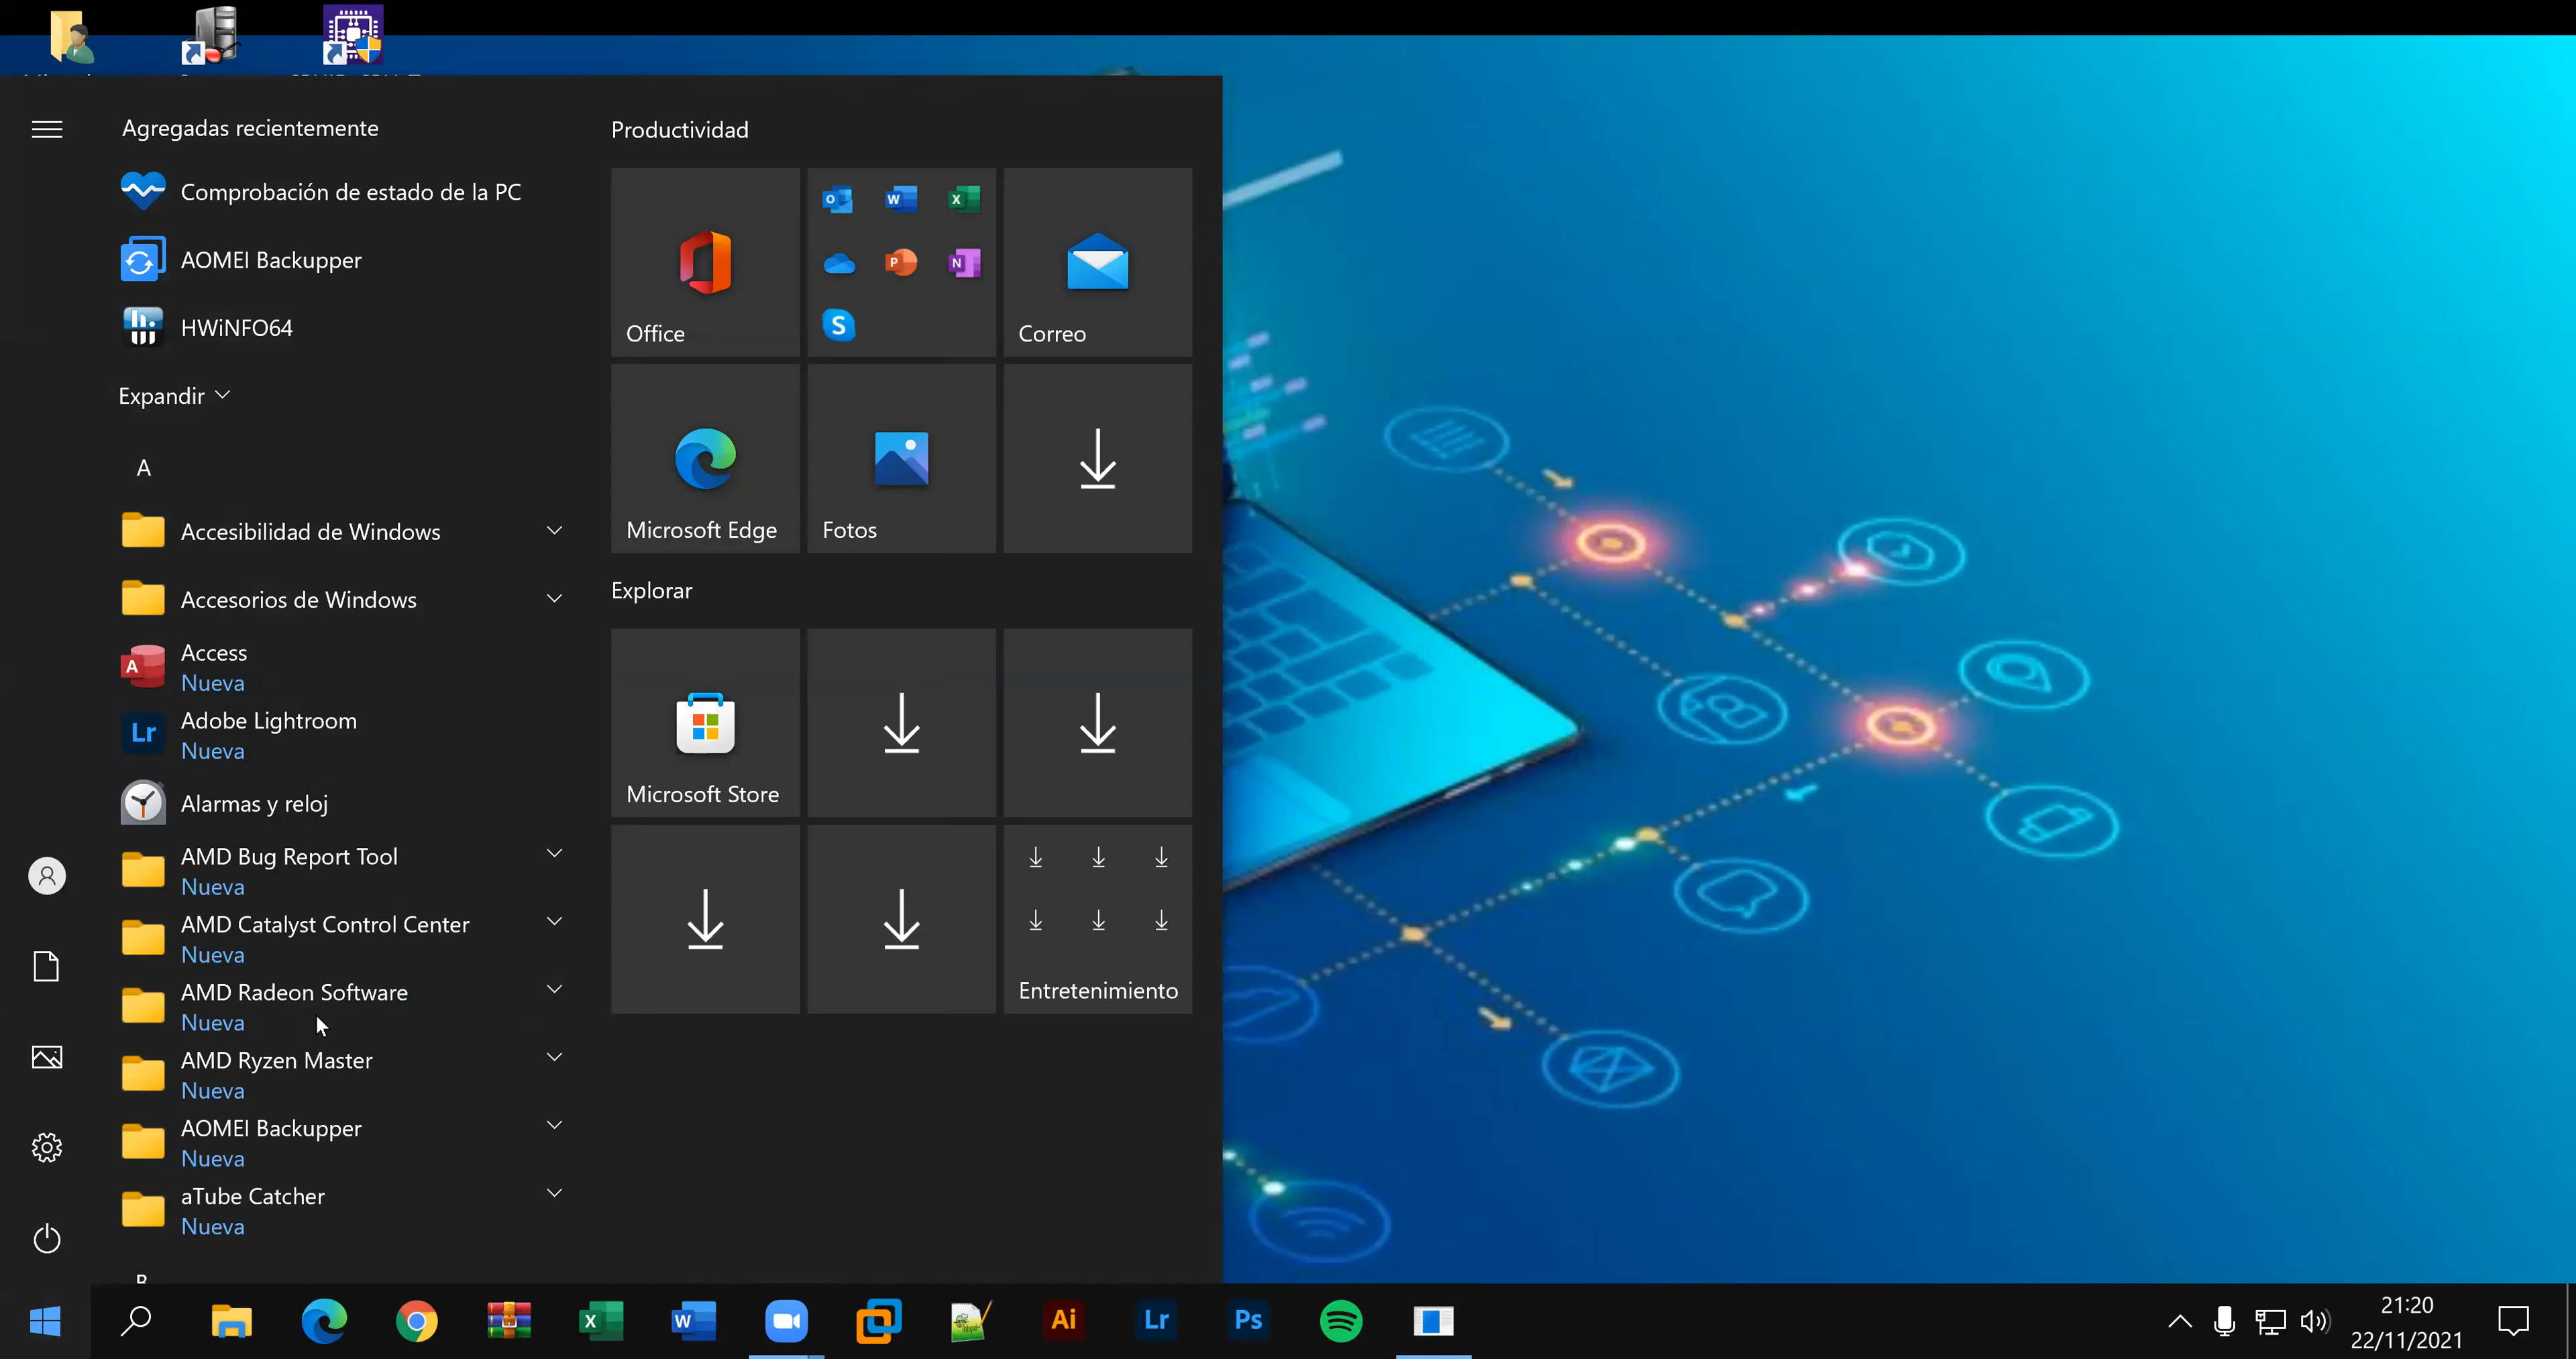 Agregadas recientemente
Comprobación de estado de la PC
AOMEI Backupper
HWiNFO64
Expandir
A
Accesibilidad de Windows
Accesorios de Windows
Access
Nueva
Adobe Lightroom
Nueva
Alarmas y reloj
AMD Bug Report Tool
Nueva
AMD Catalyst Control Center
Nueva
AMD Radeon Software
Nueva
AMD Ryzen Master
Nueva
AOMEI Backupper
Nueva
aTube Catcher
Nueva
Productividad
Office
Correo
Microsoft Edge
Fotos
Explorar
Microsoft Store
Entretenimiento
Ai
Lr
Ps
21:20
22/11/2021